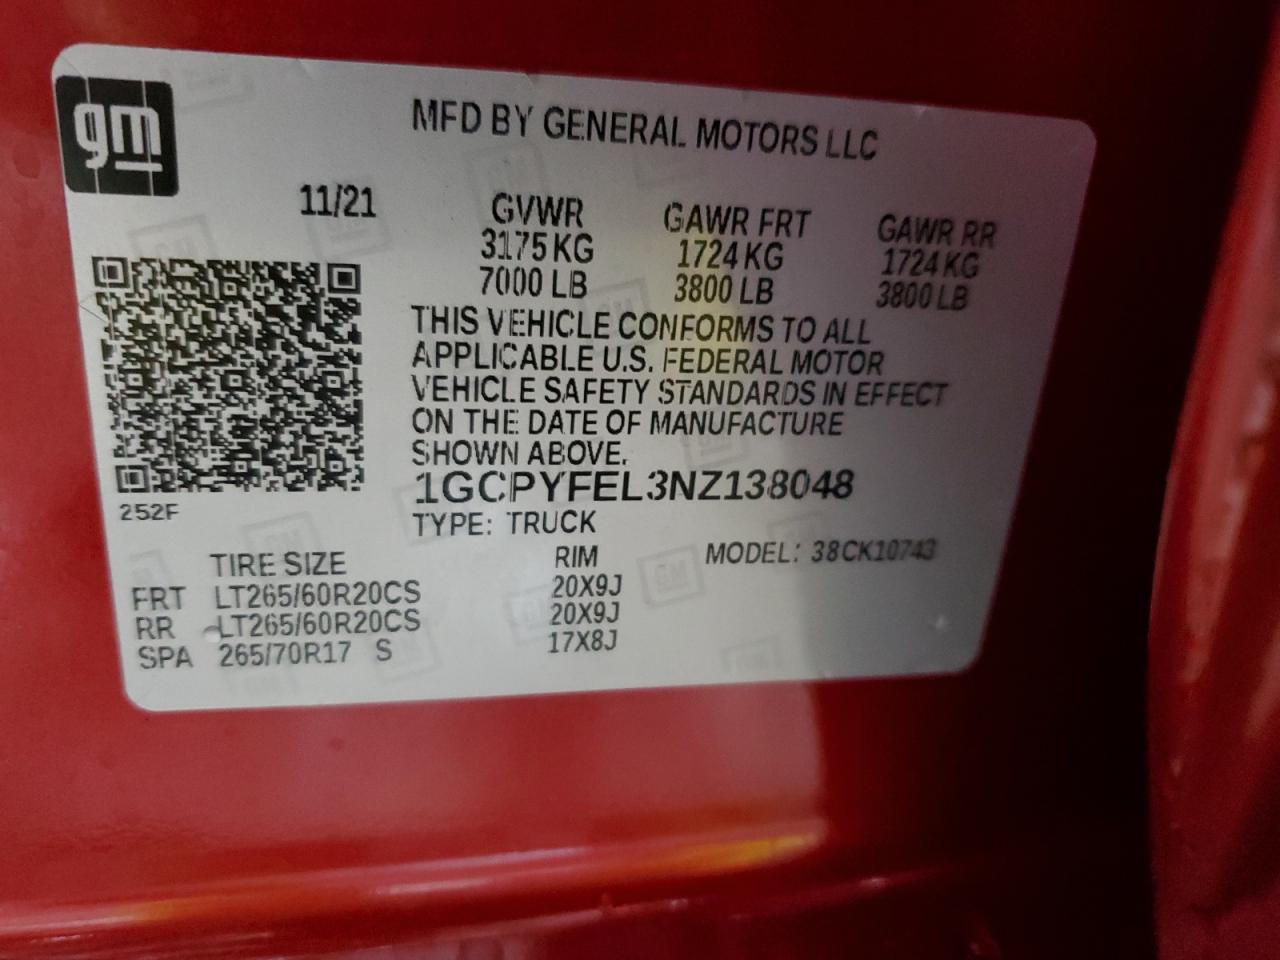 gm
MFD BY GENERAL MOTORS LLC
11/21 GVWR GAWR FRT GAWR RR
3175 KG 1724 KG 1724 KG
7000 LB 3800 LB 3800 LB
THIS VEHICLE CONFORMS TO ALL
APPLICABLE U.S. FEDERAL MOTOR
VEHICLE SAFETY STANDARDS IN EFFECT
ON THE DATE OF MANUFACTURE
SHOWN ABOVE.
1GCPYFEL3NZ138048
252F
TYPE: TRUCK
TIRE SIZE RIM MODEL: 38CK10743
FRT LT265/60R20CS 20X9J
RR LT265/60R20CS 20X9J
SPA 265/70R17 S 17X8J